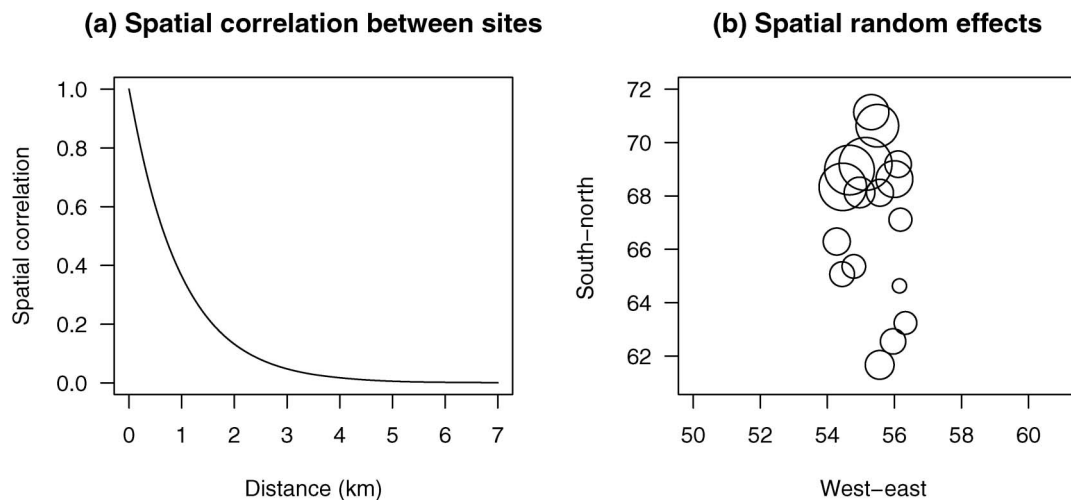 (a) Spatial correlation between sites
Spatial correlation
1.0
0.8
0.6
0.4
0.2
0.0
0 1 2 3 4 5 6 7
Distance (km)
(b) Spatial random effects
South−north
72
70
68
66
64
62
50 52 54 56 58 60
West−east